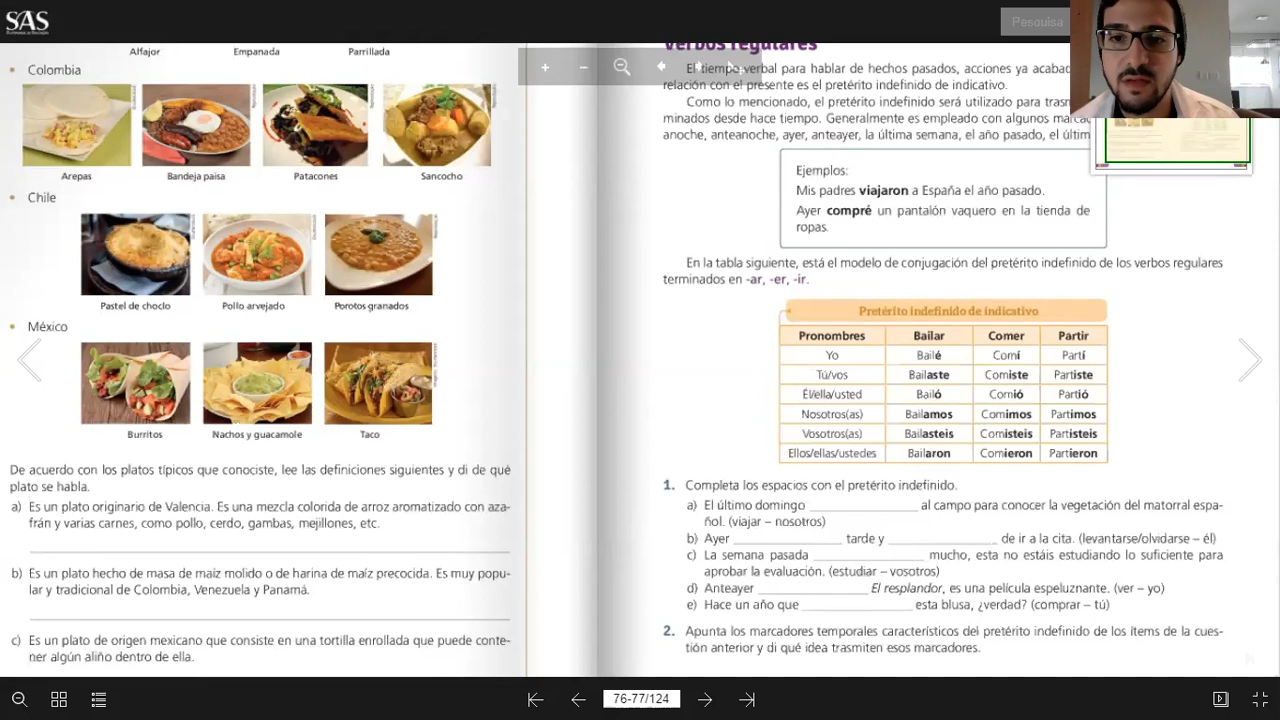 SAS
Pesquisa
Alfajor Empanada Parrillada
• Colombia
Arepas Bandeja paisa Patacones Sancocho
• Chile
Pastel de choclo Pollo arvejado Porotos granados
• México
Burritos Nachos y guacamole Taco
De acuerdo con los platos típicos que conociste, lee las definiciones siguientes y di de qué
plato se habla.
a) Es un plato originario de Valencia. Es una mezcla colorida de arroz aromatizado con aza-
frán y varias carnes, como pollo, cerdo, gambas, mejillones, etc.
b) Es un plato hecho de masa de maíz molido o de harina de maíz precocida. Es muy popu-
lar y tradicional de Colombia, Venezuela y Panamá.
c) Es un plato de origen mexicano que consiste en una tortilla enrollada que puede conte-
ner algún aliño dentro de ella.
Verbos regulares
El tiempo verbal para hablar de hechos pasados, acciones ya
relación con el presente es el pretérito indefinido de indicativo.
Como lo mencionado, el pretérito indefinido será utilizado para
minados desde hace tiempo. Generalmente es empleado con algunos
anoche, anteanoche, ayer, anteayer, la última semana, el año pasado, el
Ejemplos:
Mis padres viajaron a España el año pasado.
Ayer compré un pantalón vaquero en la tienda de
ropas.
En la tabla siguiente, está el modelo de conjugación del pretérito indefinido de los verbos regulares
terminados en -ar, -er, -ir.
Pretérito indefinido de indicativo
Pronombres Bailar Comer Partir
Yo Bailé Comí Partí
Tú/vos Bailaste Comiste Partiste
Él/ella/usted Bailó Comió Partió
Nosotros(as) Bailamos Comimos Partimos
Vosotros(as) Bailasteis Comisteis Partisteis
Ellos/ellas/ustedes Bailaron Comieron Partieron
1. Completa los espacios con el pretérito indefinido.
a) El último domingo ____ al campo para conocer la vegetación del matorral espa-
ñol. (viajar – nosotros)
b) Ayer ____ tarde y ____ de ir a la cita. (levantarse/olvidarse – él)
c) La semana pasada ____ mucho, esta no estáis estudiando lo suficiente para
aprobar la evaluación. (estudiar – vosotros)
d) Anteayer ____ El resplandor, es una película espeluznante. (ver – yo)
e) Hace un año que ____ esta blusa, ¿verdad? (comprar – tú)
2. Apunta los marcadores temporales característicos del pretérito indefinido de los ítems de la cues-
tión anterior y di qué idea trasmiten esos marcadores.
76-77/124